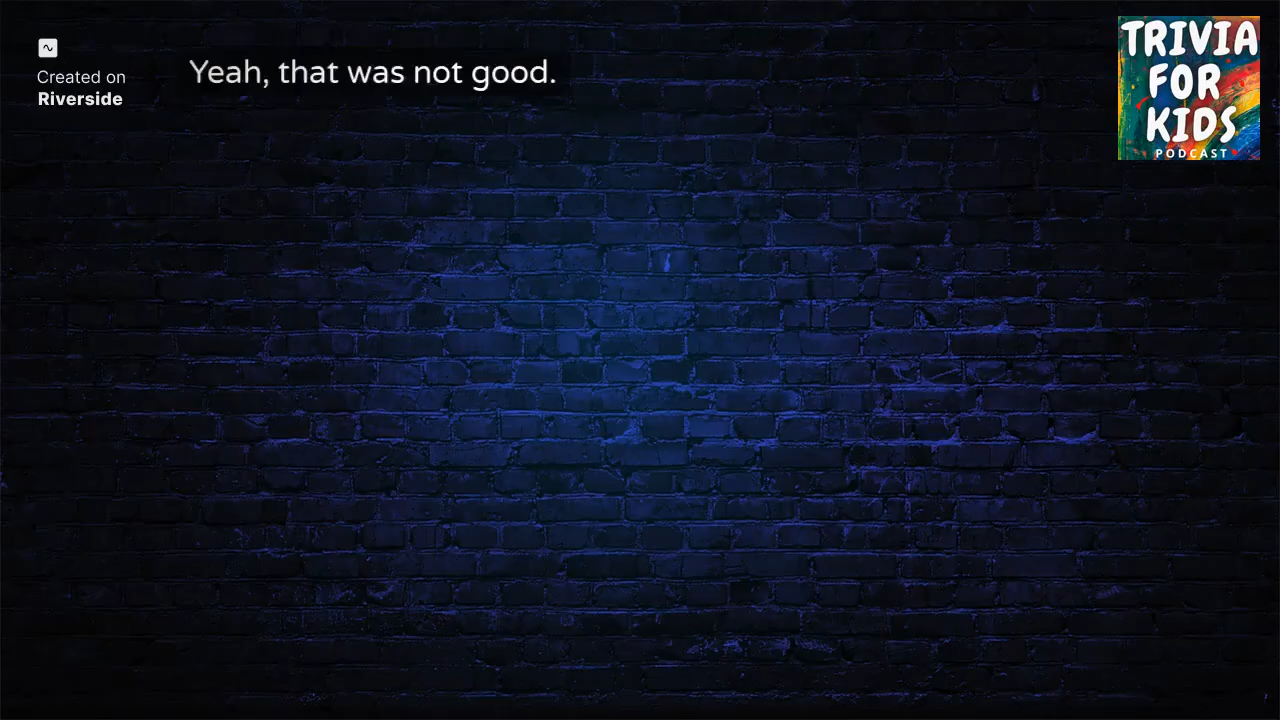 Created on
Riverside
Yeah, that was not good.
TRIVIA
FOR
KIDS
PODCAST